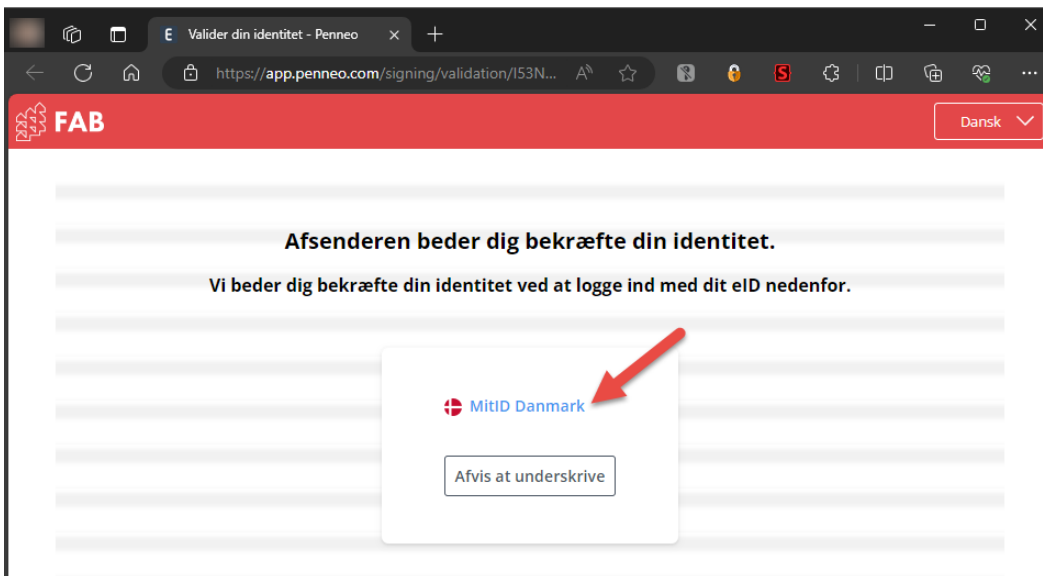 Valider din identitet - Penneo
https://app.penneo.com/signing/validation/I53N...
FAB
Dansk
Afsenderen beder dig bekræfte din identitet.
Vi beder dig bekræfte din identitet ved at logge ind med dit eID nedenfor.
MitID Danmark
Afvis at underskrive